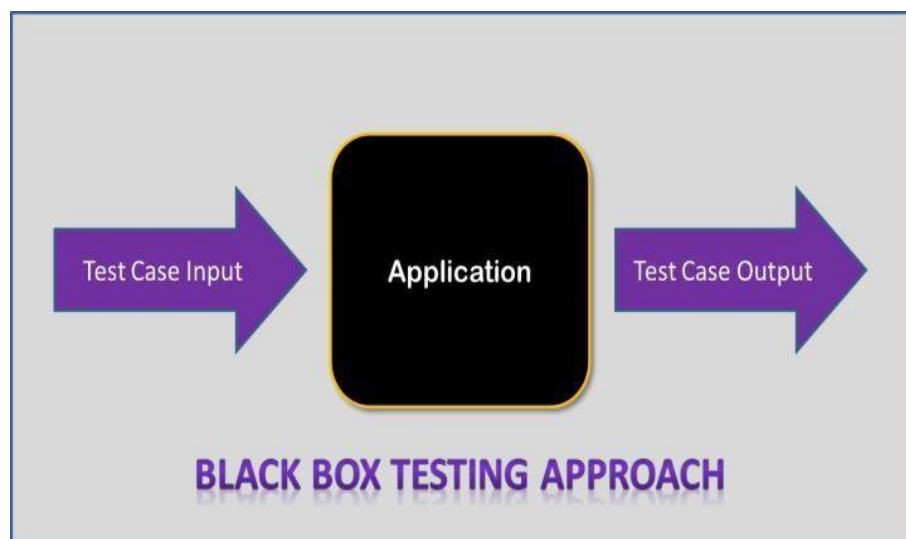 Test Case Input
Application
Test Case Output
BLACK BOX TESTING APPROACH